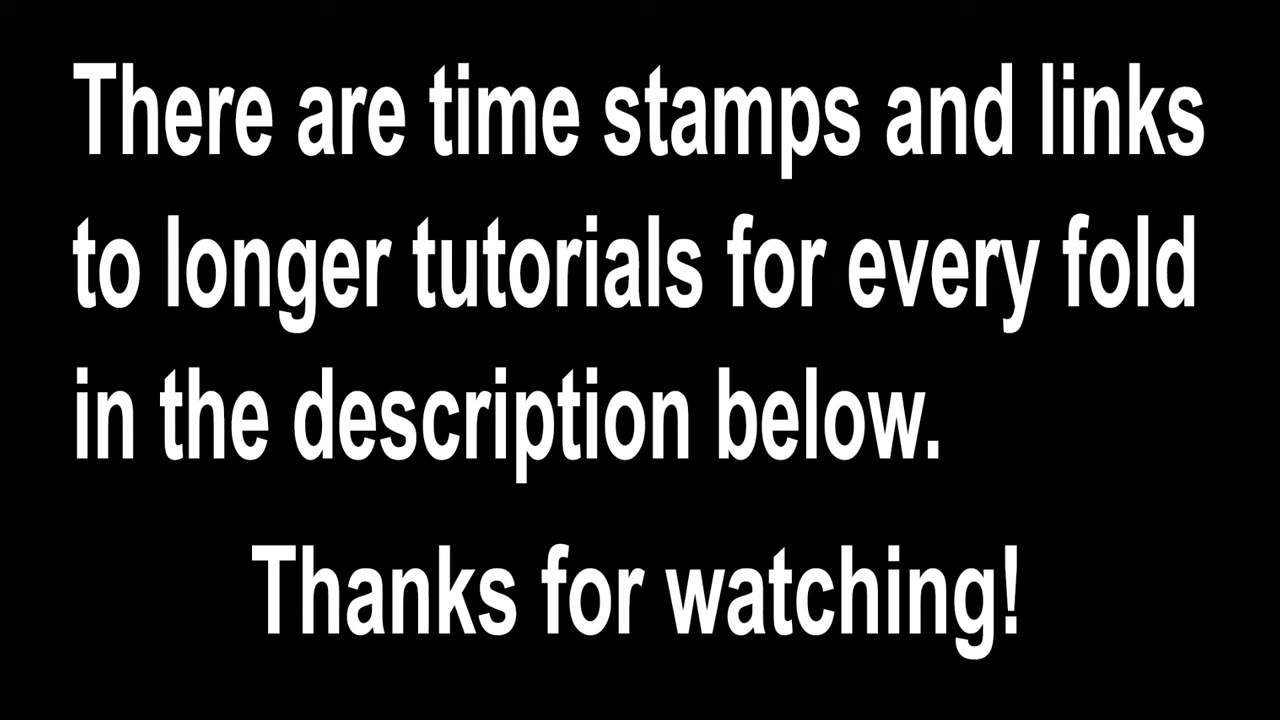 There are time stamps and links
to longer tutorials for every fold
in the description below.
Thanks for watching!